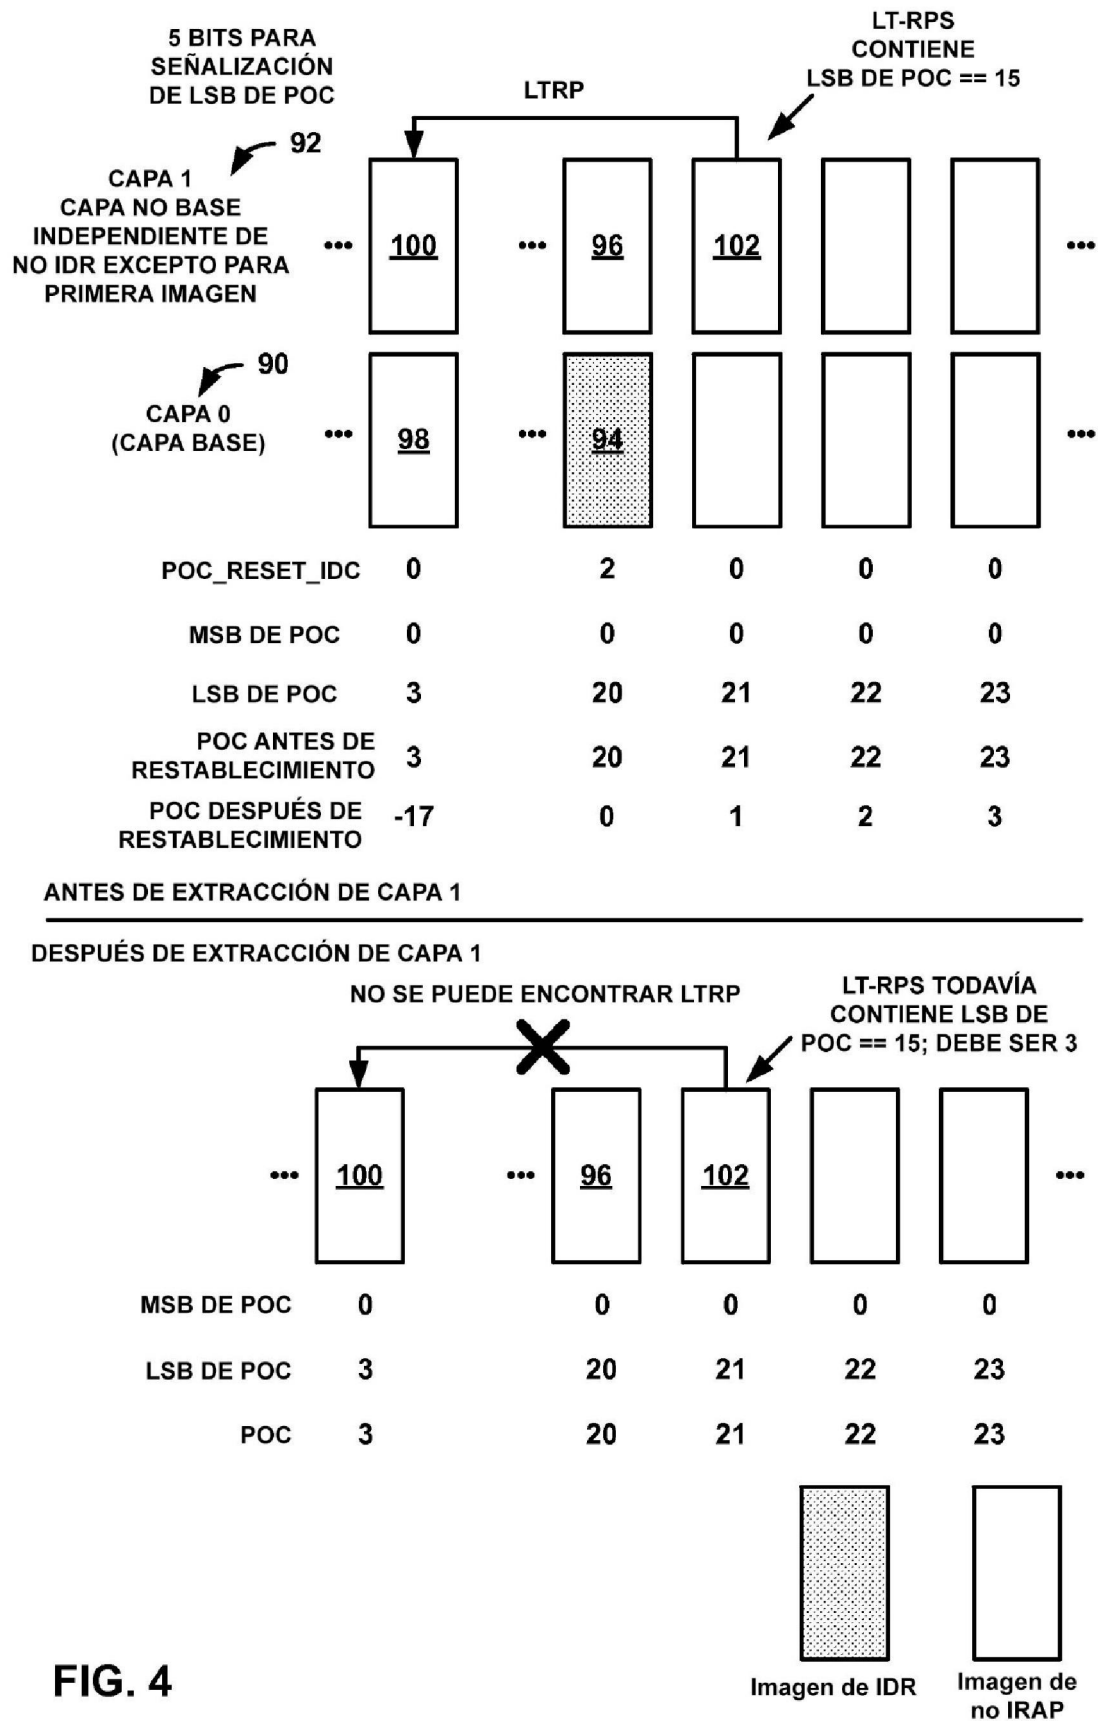 5 BITS PARA
SEÑALIZACIÓN
DE LSB DE POC
LTRP
LT-RPS
CONTIENE
LSB DE POC == 15
92
CAPA 1
CAPA NO BASE
INDEPENDIENTE DE
NO IDR EXCEPTO PARA
PRIMERA IMAGEN
... 100 ... 96 102 ...
90
CAPA 0
(CAPA BASE)
... 98 ... 94 ...
POC_RESET_IDC 0 2 0 0 0
MSB DE POC 0 0 0 0 0
LSB DE POC 3 20 21 22 23
POC ANTES DE
RESTABLECIMIENTO 3 20 21 22 23
POC DESPUÉS DE
RESTABLECIMIENTO -17 0 1 2 3
ANTES DE EXTRACCIÓN DE CAPA 1
DESPUÉS DE EXTRACCIÓN DE CAPA 1
NO SE PUEDE ENCONTRAR LTRP
LT-RPS TODAVÍA
CONTIENE LSB DE
POC == 15; DEBE SER 3
... 100 ... 96 102 ...
MSB DE POC 0 0 0 0 0
LSB DE POC 3 20 21 22 23
POC 3 20 21 22 23
Imagen de IDR
Imagen de
no IRAP
FIG. 4